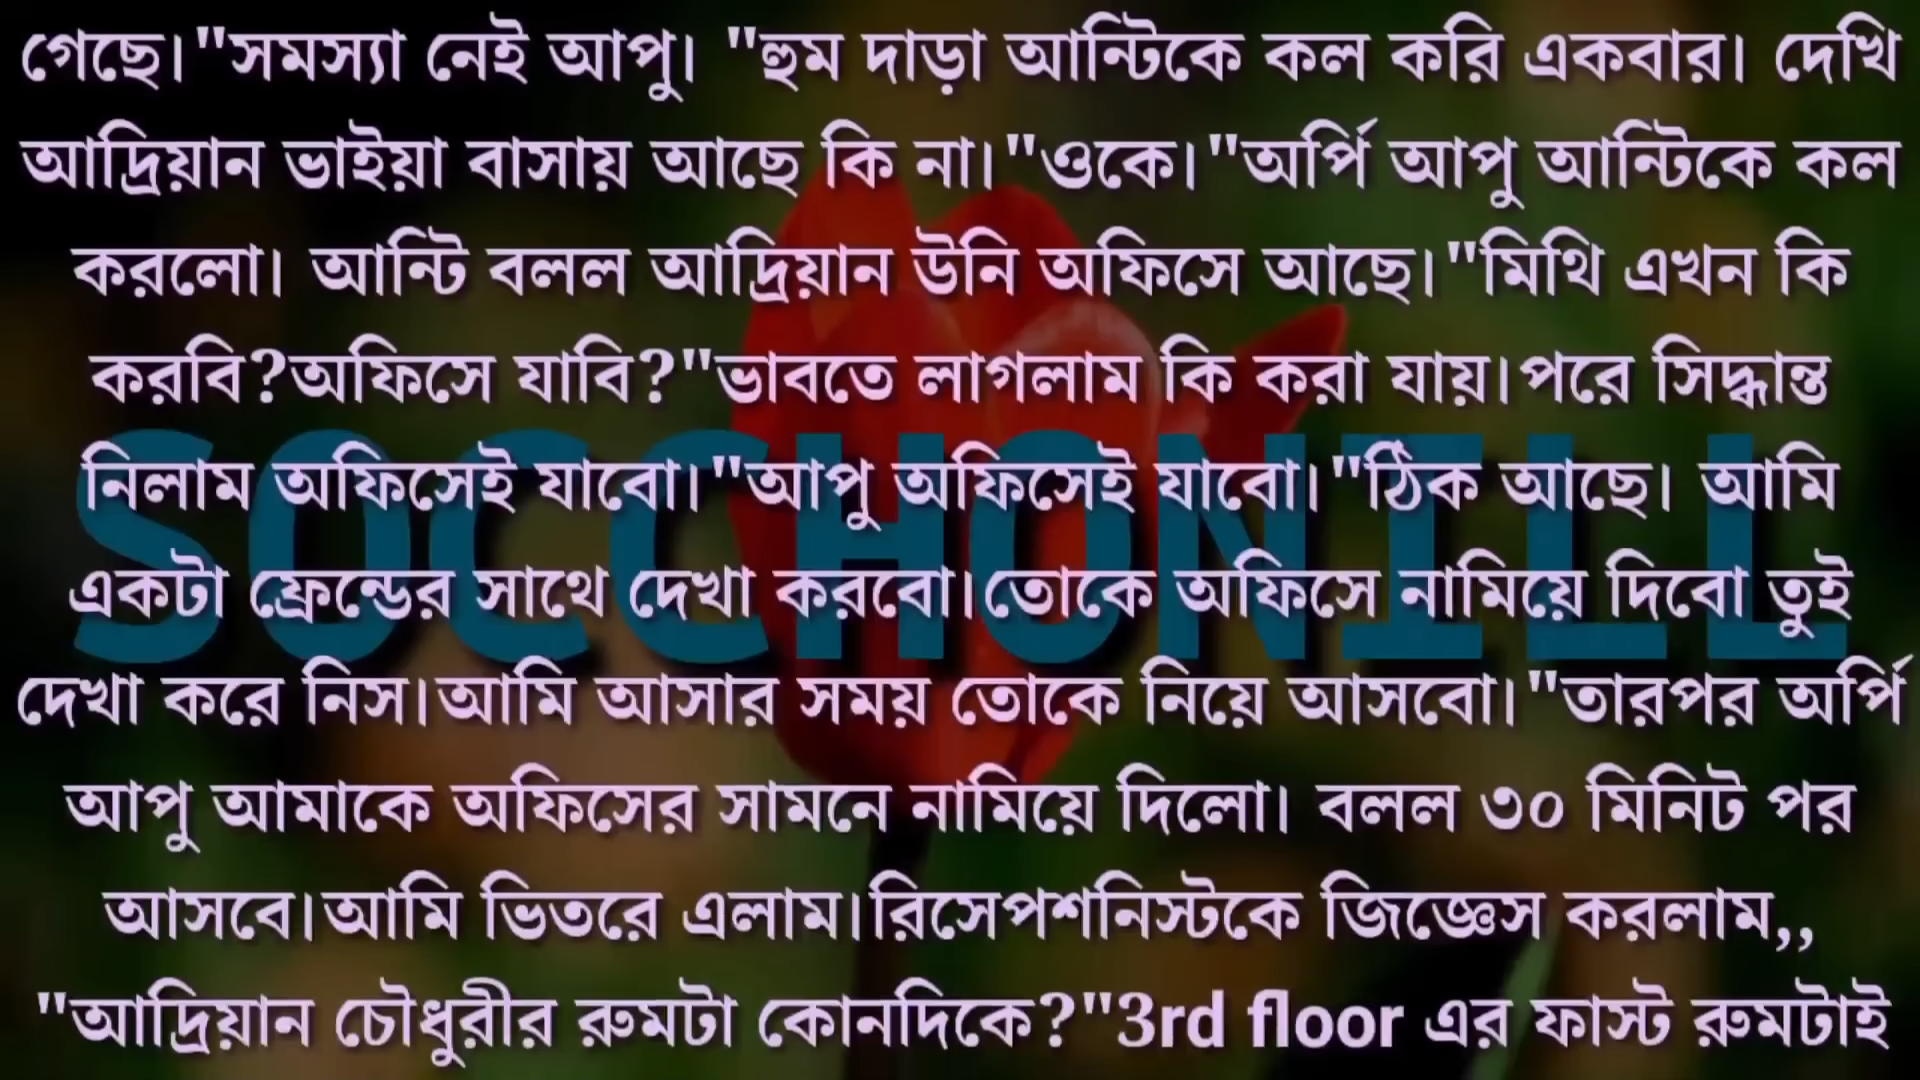 গেছে।"সমস্যা নেই আপু। "হুম দাড়া আন্টিকে কল করি একবার। দেখি
আদ্রিয়ান ভাইয়া বাসায় আছে কি না।"ওকে।"অর্পি আপু আন্টিকে কল
করলো। আন্টি বলল আদ্রিয়ান উনি অফিসে আছে।"মিথি এখন কি
করবি?অফিসে যাবি?"ভাবতে লাগলাম কি করা যায়।পরে সিদ্ধান্ত
নিলাম অফিসেই যাবো।"আপু অফিসেই যাবো।"ঠিক আছে। আমি
একটা ফ্রেন্ডের সাথে দেখা করবো।তোকে অফিসে নামিয়ে দিবো তুই
SOCCHONILL
দেখা করে নিস।আমি আসার সময় তোকে নিয়ে আসবো।"তারপর অর্পি
আপু আমাকে অফিসের সামনে নামিয়ে দিলো। বলল ৩০ মিনিট পর
আসবে।আমি ভিতরে এলাম।রিসেপশনিস্টকে জিজ্ঞেস করলাম,,
"আদ্রিয়ান চৌধুরীর রুমটা কোনদিকে?"3rd floor এর ফাস্ট রুমটাই